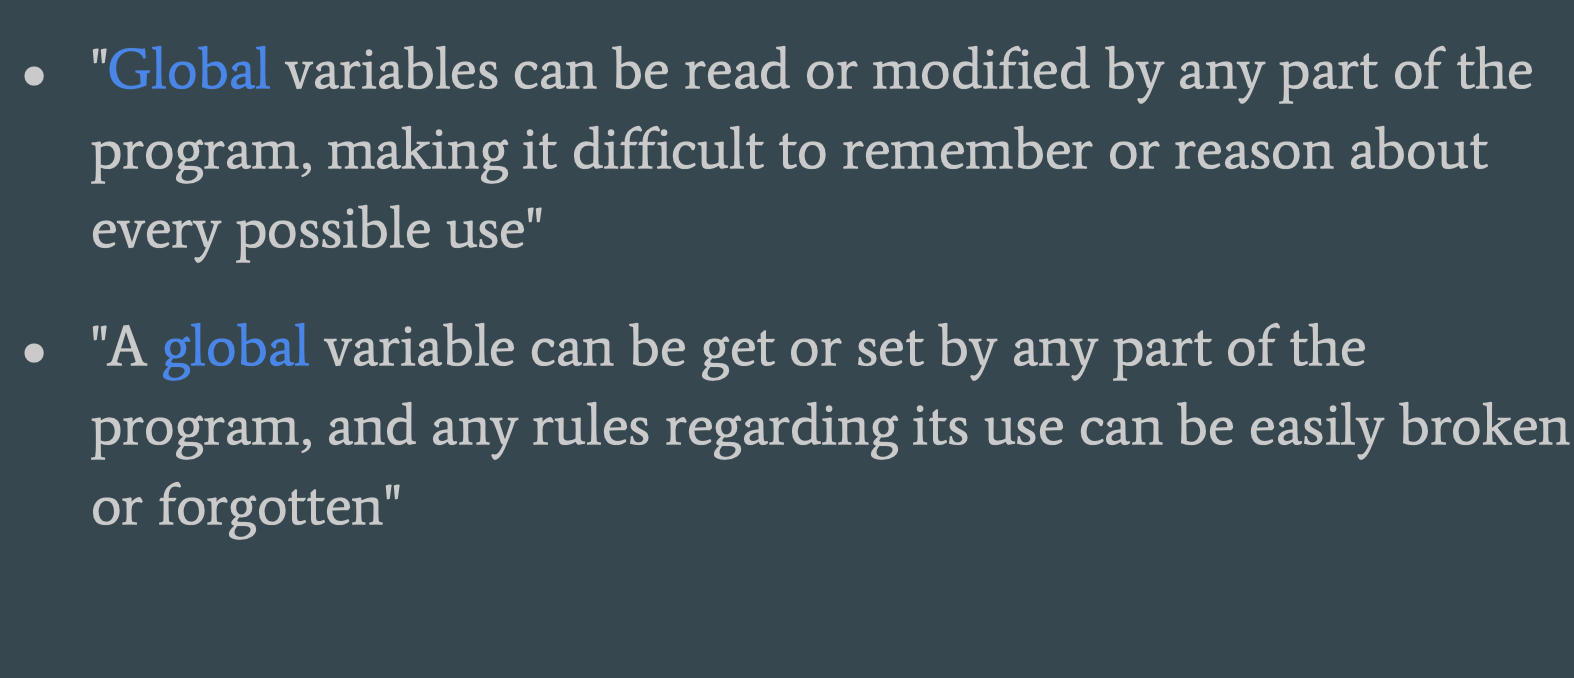 • "Global variables can be read or modified by any part of the
program, making it difficult to remember or reason about
every possible use"
• "A global variable can be get or set by any part of the
program, and any rules regarding its use can be easily broken
or forgotten"